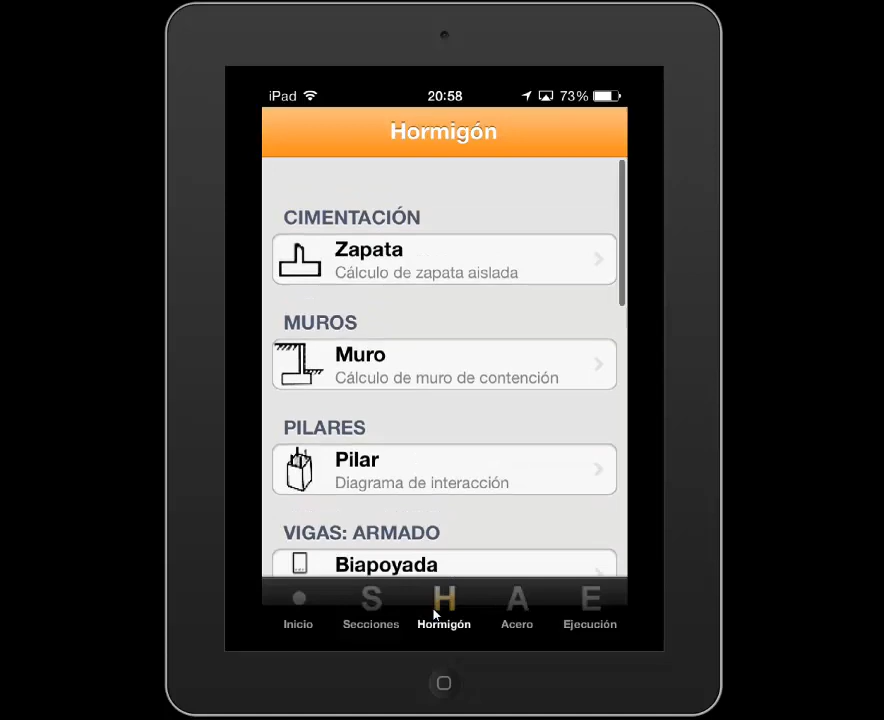 iPad 20:58 73%
Hormigón
CIMENTACIÓN
Zapata
Cálculo de zapata aislada
MUROS
Muro
Cálculo de muro de contención
PILARES
Pilar
Diagrama de interacción
VIGAS: ARMADO
Biapoyada
S H A E
Inicio Secciones Hormigón Acero Ejecución